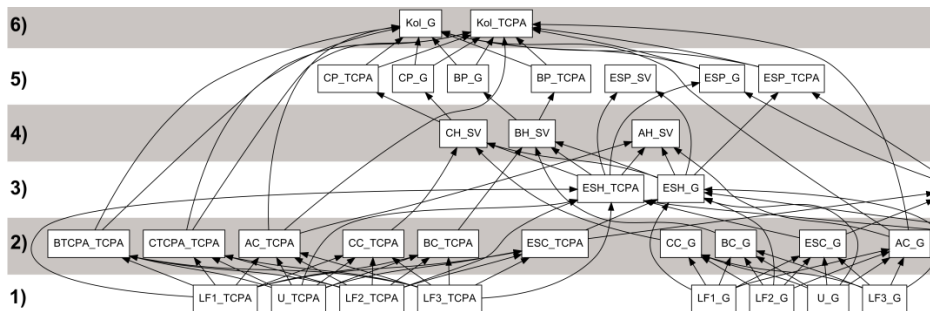 6) Kol_G Kol_TCPA
5) CP_TCPA CP_G BP_G BP_TCPA ESP_SV ESP_G ESP_TCPA
4) CH_SV BH_SV AH_SV
3) ESH_TCPA ESH_G
2) BTCPA_TCPA CTCPA_TCPA AC_TCPA CC_TCPA BC_TCPA ESC_TCPA CC_G BC_G ESC_G AC_G
1) LF1_TCPA U_TCPA LF2_TCPA LF3_TCPA LF1_G LF2_G U_G LF3_G